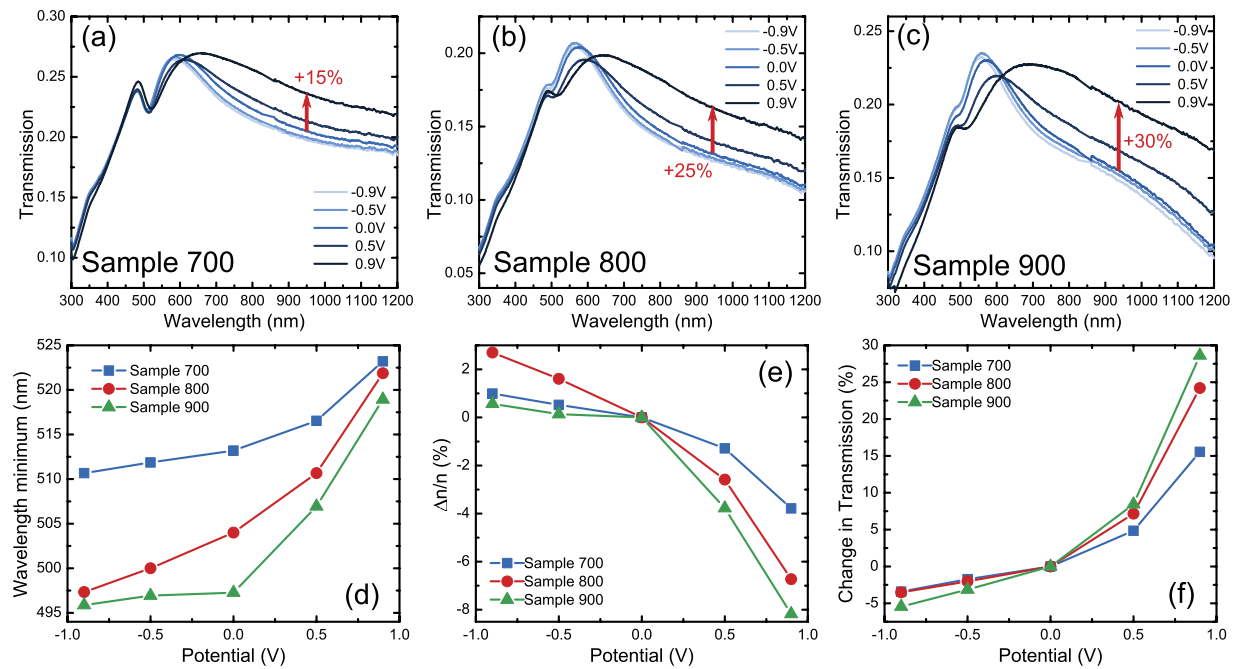 (a)
Transmission
0.30
0.25
0.20
0.15
0.10
+15%
-0.9V
-0.5V
0.0V
0.5V
0.9V
Sample 700
300 400 500 600 700 800 900 1000 1100 1200
Wavelength (nm)
(b)
Transmission
0.20
0.15
0.10
0.05
-0.9V
-0.5V
0.0V
0.5V
0.9V
+25%
Sample 800
300 400 500 600 700 800 900 1000 1100 1200
Wavelength (nm)
(c)
Transmission
0.25
0.20
0.15
0.10
-0.9V
-0.5V
0.0V
0.5V
0.9V
+30%
Sample 900
300 400 500 600 700 800 900 1000 1100 1200
Wavelength (nm)
Wavelength minimum (nm)
525
520
515
510
505
500
495
Sample 700
Sample 800
Sample 900
(d)
-1.0 -0.5 0.0 0.5 1.0
Potential (V)
Δn/n (%)
2
0
-2
-4
-6
-8
(e)
Sample 700
Sample 800
Sample 900
-1.0 -0.5 0.0 0.5 1.0
Potential (V)
Change in Transmission (%)
30
25
20
15
10
5
0
-5
Sample 700
Sample 800
Sample 900
(f)
-1.0 -0.5 0.0 0.5 1.0
Potential (V)